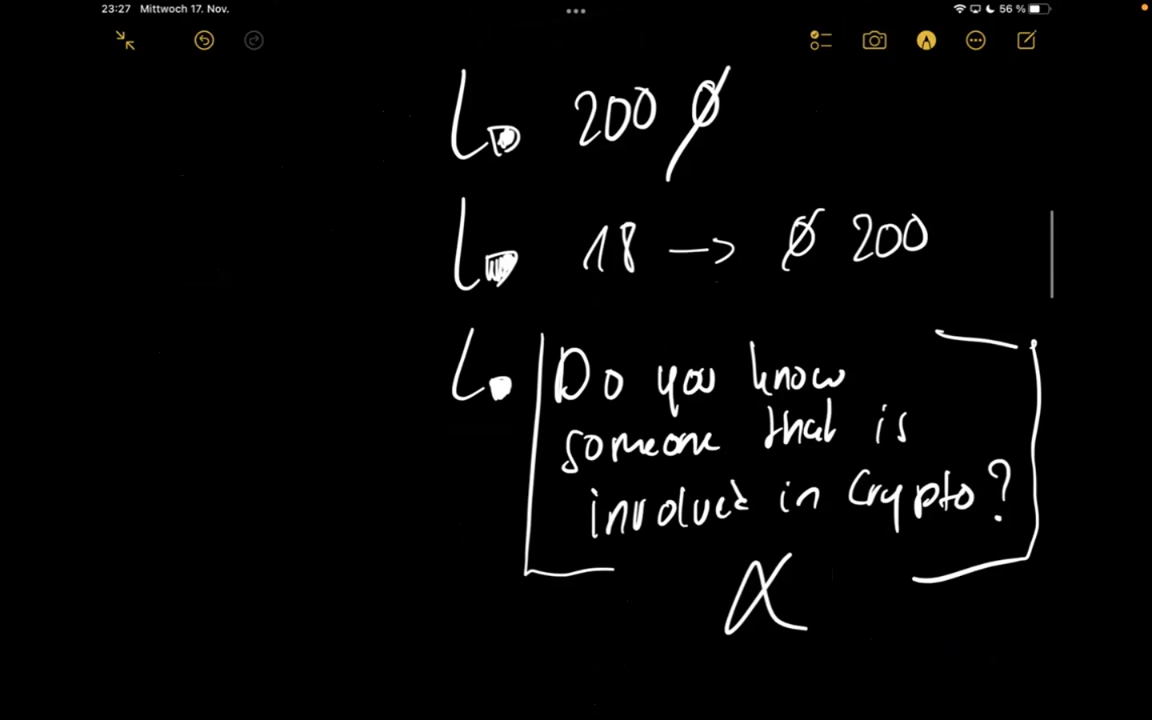 23:27 Mittwoch 17. Nov. 56 %
200 ø
18 → ø 200
Do you know
someone that is
involved in Crypto?